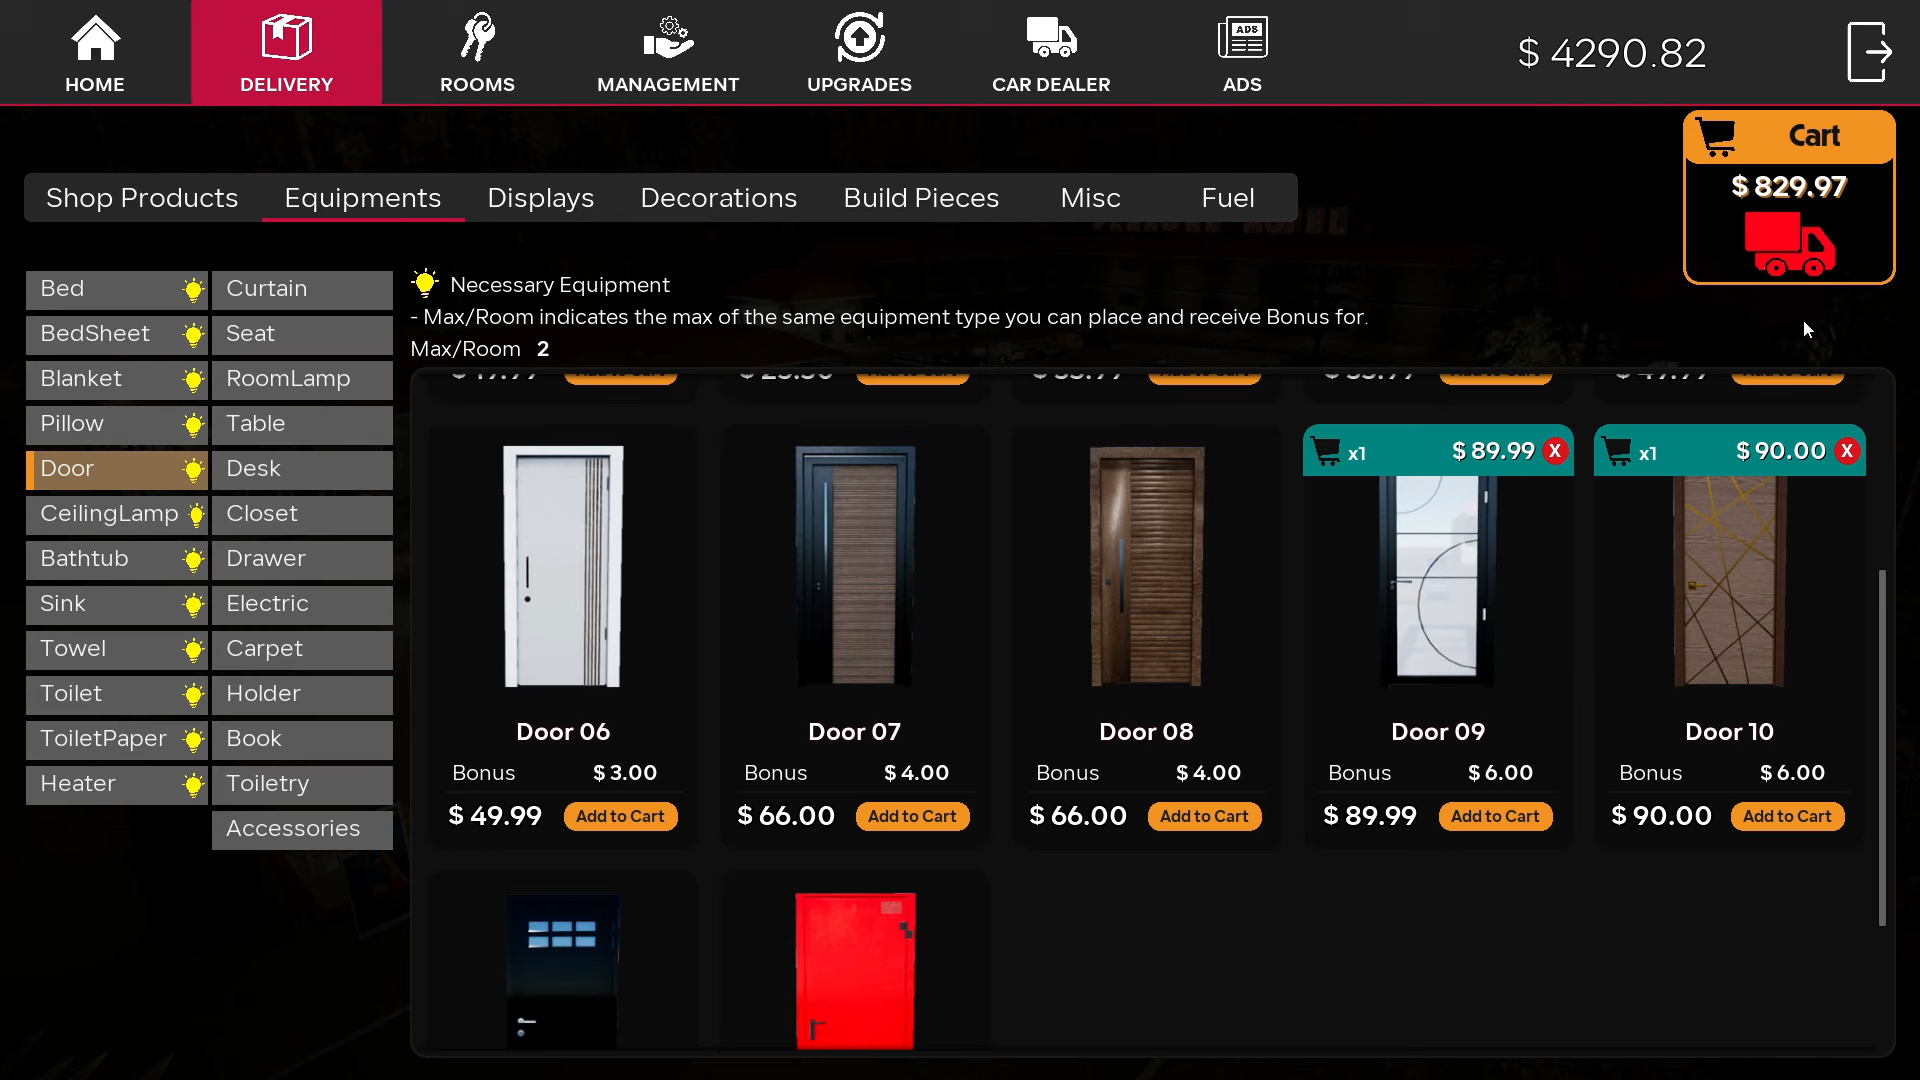 HOME
DELIVERY
ROOMS
MANAGEMENT
UPGRADES
CAR DEALER
ADS
ADS
$ 4290.82
Cart
$ 829.97
Shop Products
Equipments
Displays
Decorations
Build Pieces
Misc
Fuel
Bed
Curtain
BedSheet
Seat
Blanket
RoomLamp
Pillow
Table
Door
Desk
CeilingLamp
Closet
Bathtub
Drawer
Sink
Electric
Towel
Carpet
Toilet
Holder
ToiletPaper
Book
Heater
Toiletry
Accessories
Necessary Equipment
- Max/Room indicates the max of the same equipment type you can place and receive Bonus for.
Max/Room 2
x1 $ 89.99 X
x1 $ 90.00 X
Door 06
Bonus $ 3.00
$ 49.99 Add to Cart
Door 07
Bonus $ 4.00
$ 66.00 Add to Cart
Door 08
Bonus $ 4.00
$ 66.00 Add to Cart
Door 09
Bonus $ 6.00
$ 89.99 Add to Cart
Door 10
Bonus $ 6.00
$ 90.00 Add to Cart